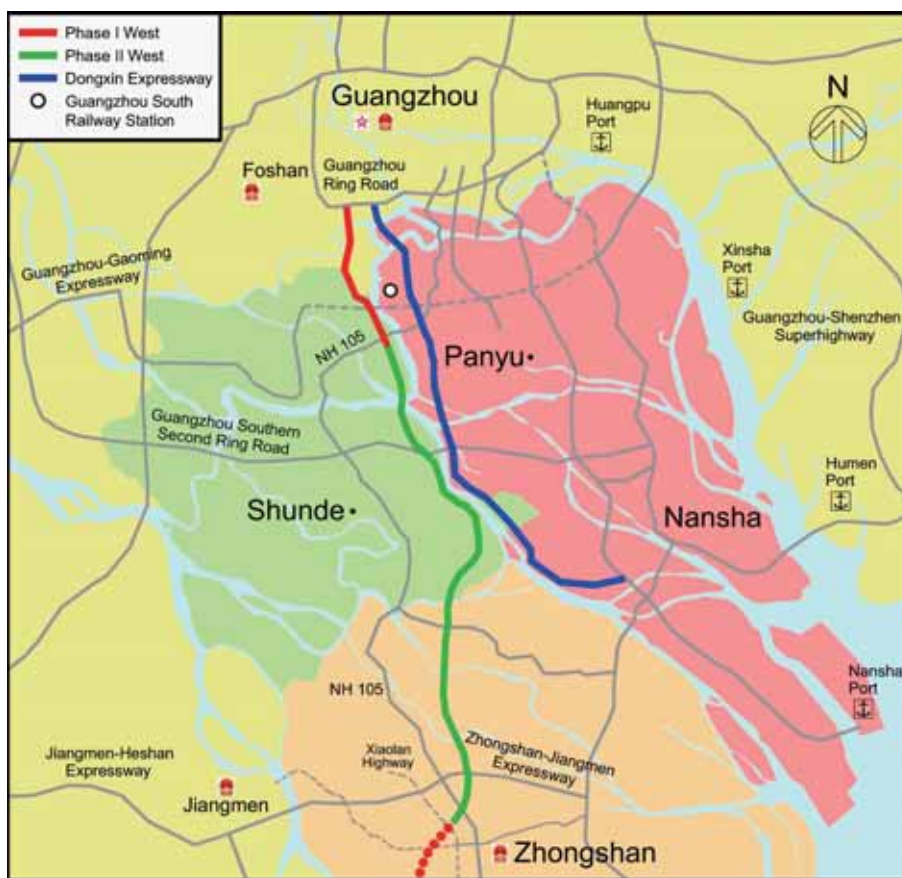 Phase I West
Phase II West
Dongxin Expressway
Guangzhou South
Railway Station
N
Guangzhou
Huangpu
Port
Foshan
Guangzhou
Ring Road
Guangzhou-Gaoming
Expressway
Xinsha
Port
Guangzhou-Shenzhen
Superhighway
NH 105
Panyu
Guangzhou Southern
Second Ring Road
Humen
Port
Shunde
Nansha
Nansha
Port
NH 105
Jiangmen-Heshan
Expressway
Xiaolan
Highway
Zhongshan-Jiangmen
Expressway
Jiangmen
Zhongshan